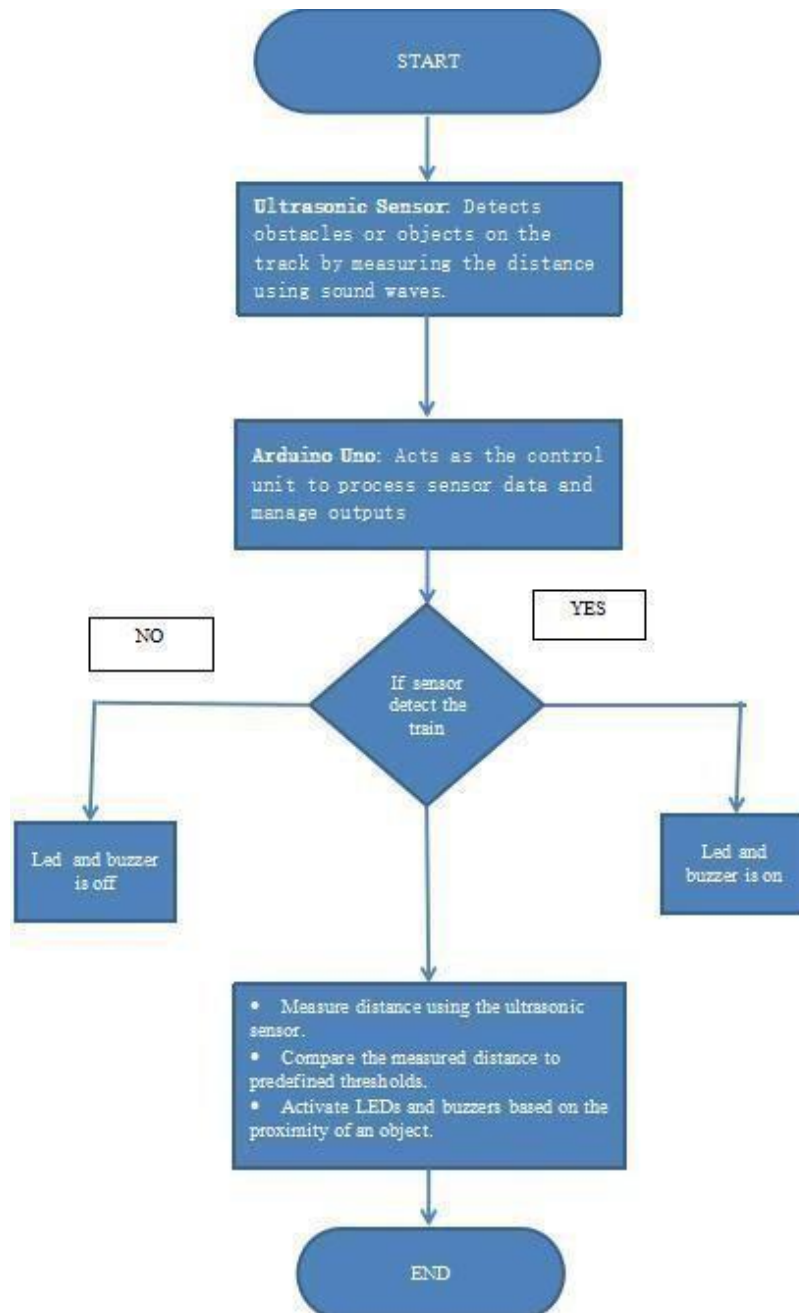 START
Ultrasonic Sensor: Detects
obstacles or objects on the
track by measuring the distance
using sound waves.
Arduino Uno: Acts as the control
unit to process sensor data and
manage outputs
NO
YES
If sensor
detect the
train
Led and buzzer
is off
Led and
buzzer is on
• Measure distance using the ultrasonic
sensor.
• Compare the measured distance to
predefined thresholds.
• Activate LEDs and buzzers based on the
proximity of an object.
END